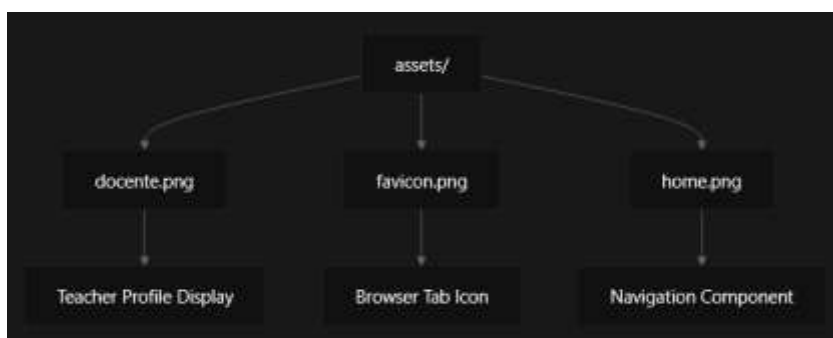 assets/
docente.png
favicon.png
home.png
Teacher Profile Display
Browser Tab Icon
Navigation Component